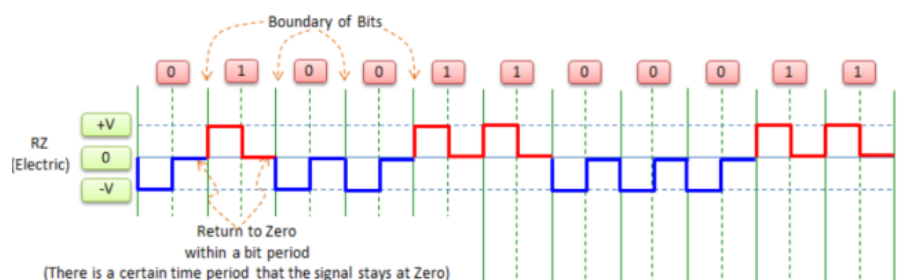 Boundary of Bits
0 1 0 0 1 1 0 0 0 1 1
+V
RZ
0
(Electric)
-V
Return to Zero
within a bit period
(There is a certain time period that the signal stays at Zero)